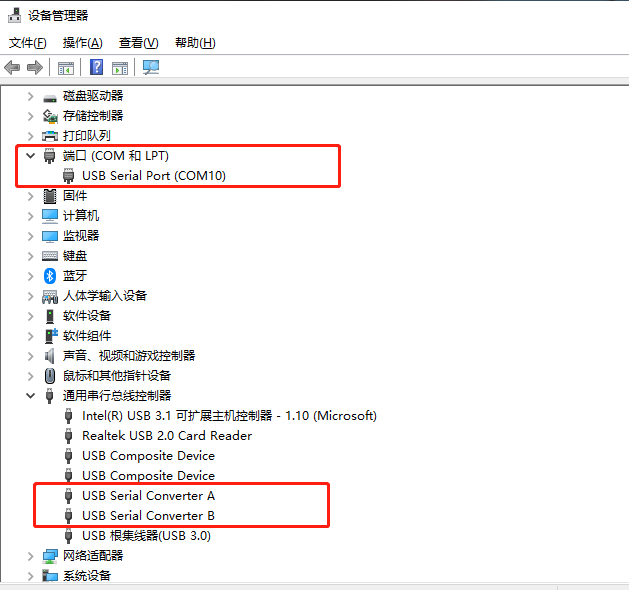 设备管理器
文件(F) 操作(A) 查看(V) 帮助(H)
磁盘驱动器
存储控制器
打印队列
端口 (COM 和 LPT)
USB Serial Port (COM10)
固件
计算机
监视器
键盘
蓝牙
人体学输入设备
软件设备
软件组件
声音、视频和游戏控制器
鼠标和其他指针设备
通用串行总线控制器
Intel(R) USB 3.1 可扩展主机控制器 - 1.10 (Microsoft)
Realtek USB 2.0 Card Reader
USB Composite Device
USB Composite Device
USB Serial Converter A
USB Serial Converter B
USB 根集线器(USB 3.0)
网络适配器
系统设备